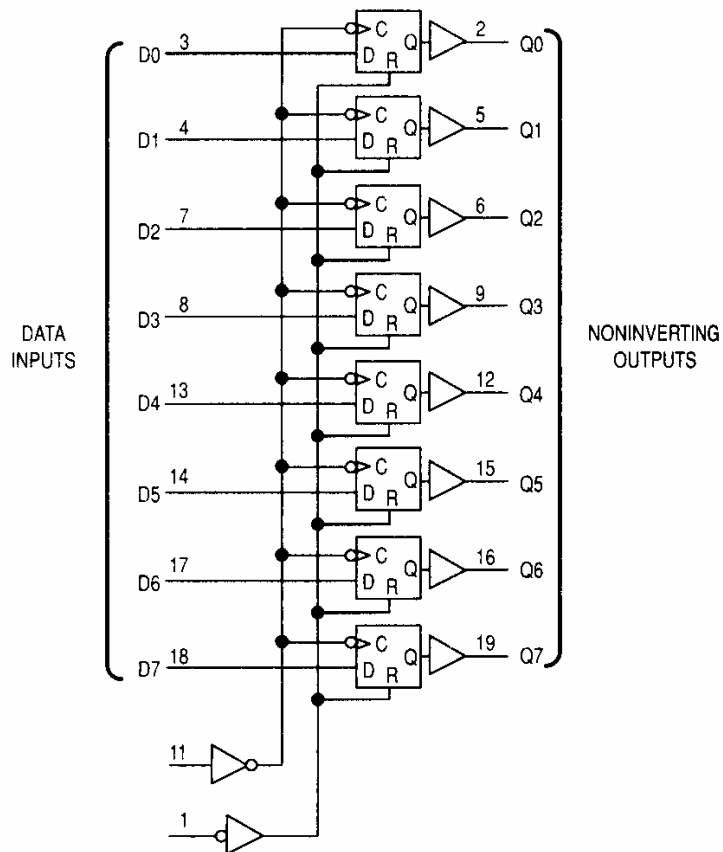 C
D0 3 D Q 2 Q0
R
C
D1 4 D Q 5 Q1
R
C
D2 7 D Q 6 Q2
R
C
D3 8 D Q 9 Q3
R
DATA
INPUTS
NONINVERTING
OUTPUTS
C
D4 13 D Q 12 Q4
R
C
D5 14 D Q 15 Q5
R
C
D6 17 D Q 16 Q6
R
C
D7 18 D Q 19 Q7
R
11
1